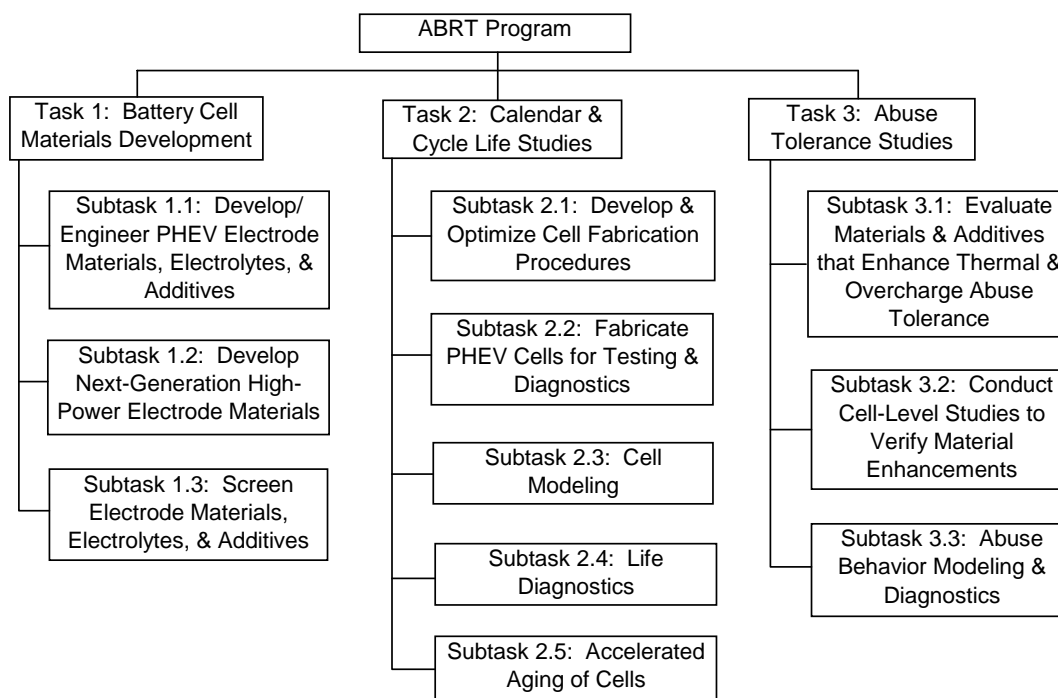 ABRT Program
Task 1:  Battery Cell
Materials Development
Subtask 1.1:  Develop/
Engineer PHEV Electrode
Materials, Electrolytes, &
Additives
Subtask 1.2:  Develop
Next-Generation High-
Power Electrode Materials
Subtask 1.3:  Screen
Electrode Materials,
Electrolytes, & Additives
Task 2:  Calendar &
Cycle Life Studies
Subtask 2.1:  Develop &
Optimize Cell Fabrication
Procedures
Subtask 2.2:  Fabricate
PHEV Cells for Testing &
Diagnostics
Subtask 2.3:  Cell
Modeling
Subtask 2.4:  Life
Diagnostics
Subtask 2.5:  Accelerated
Aging of Cells
Task 3:  Abuse
Tolerance Studies
Subtask 3.1:  Evaluate
Materials & Additives
that Enhance Thermal &
Overcharge Abuse
Tolerance
Subtask 3.2:  Conduct
Cell-Level Studies to
Verify Material
Enhancements
Subtask 3.3:  Abuse
Behavior Modeling &
Diagnostics